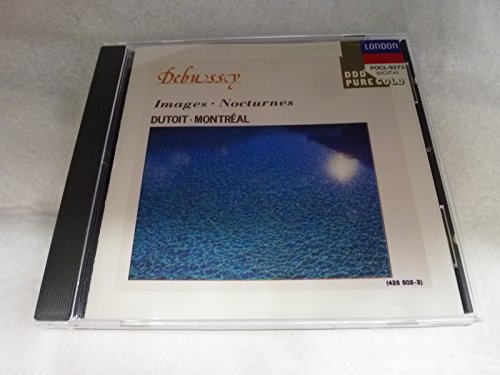 LONDON
POCL-9273
DIGITAL
DDD
PURE GOLD
Debussy
Images · Nocturnes
DUTOIT · MONTRÉAL
(425 502-2)